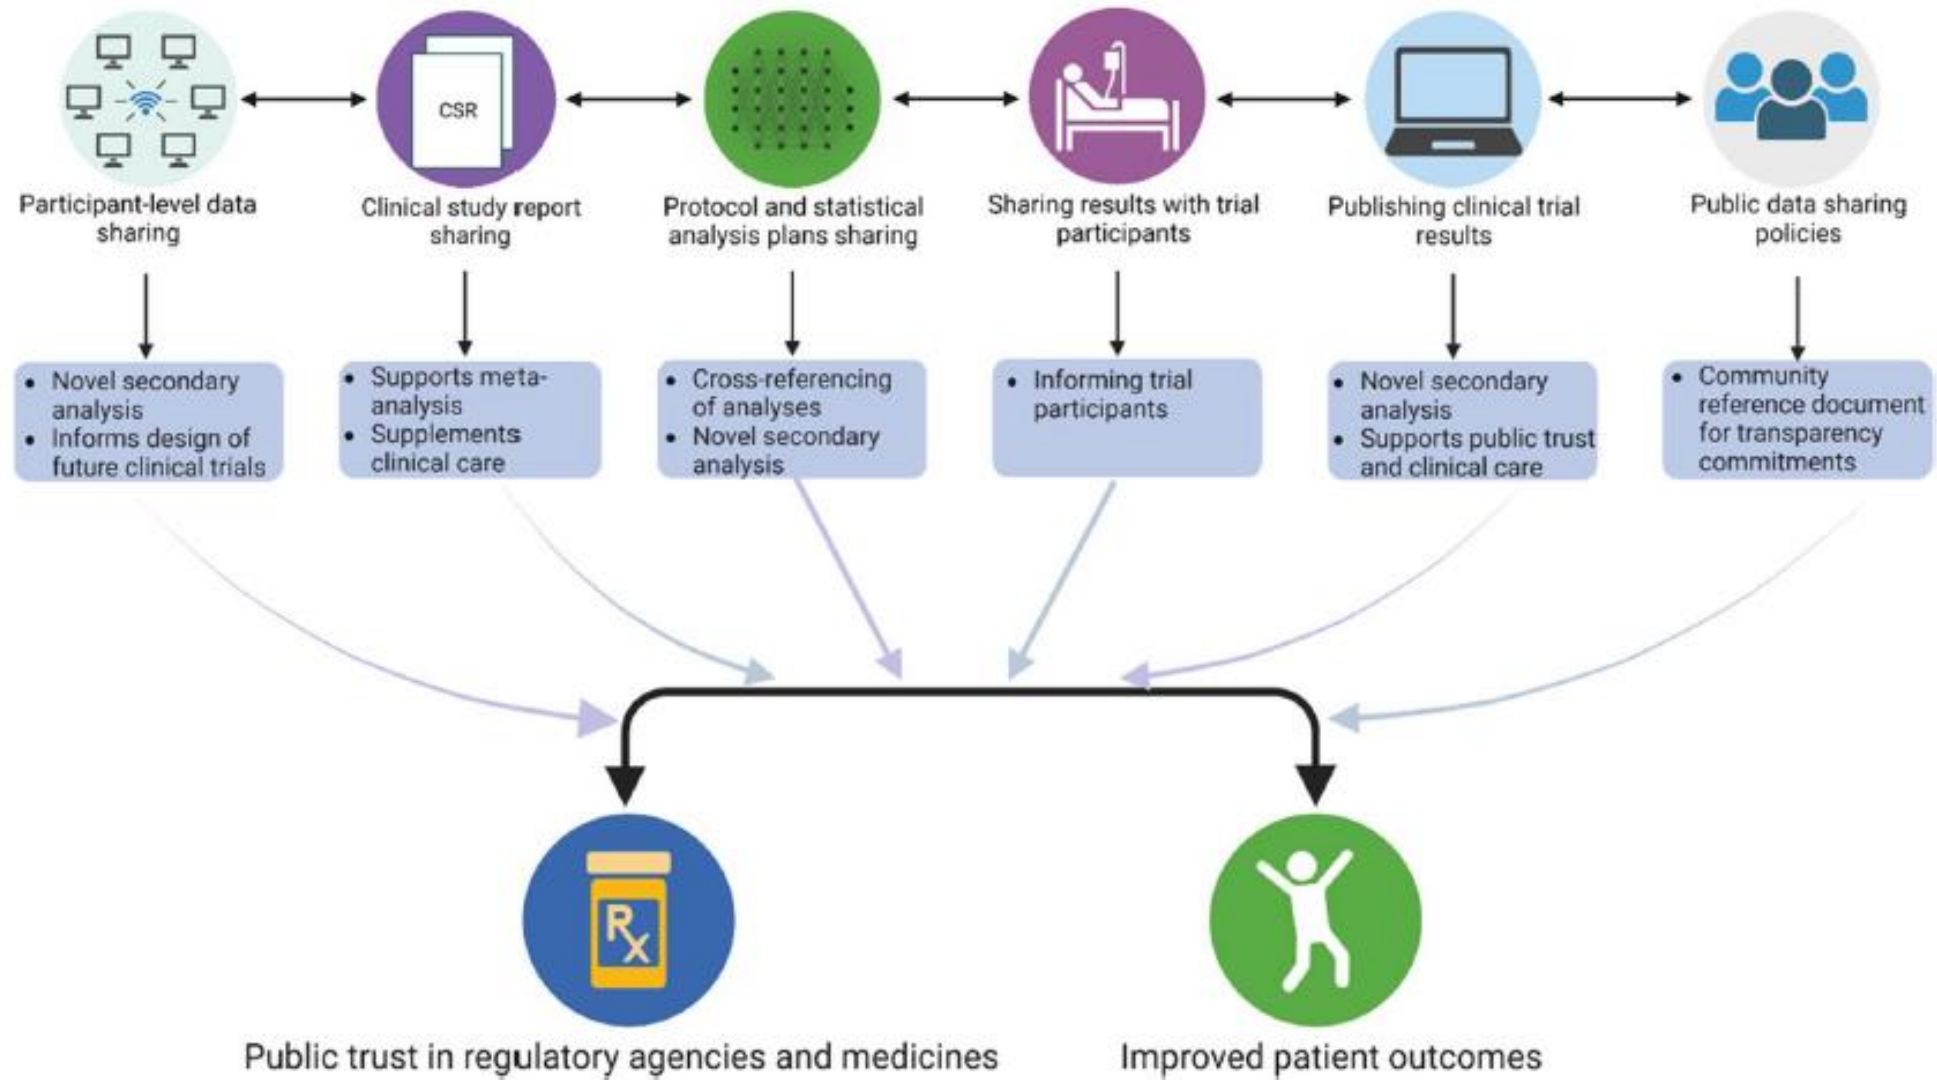 CSR
Participant-level data
sharing
Clinical study report
sharing
Protocol and statistical
analysis plans sharing
Sharing results with trial
participants
Publishing clinical trial
results
Public data sharing
policies
• Novel secondary
analysis
• Informs design of
future clinical trials
• Supports meta-
analysis
• Supplements
clinical care
• Cross-referencing
of analyses
• Novel secondary
analysis
• Informing trial
participants
• Novel secondary
analysis
• Supports public trust
and clinical care
• Community
reference document
for transparency
commitments
Rx
Public trust in regulatory agencies and medicines
Improved patient outcomes